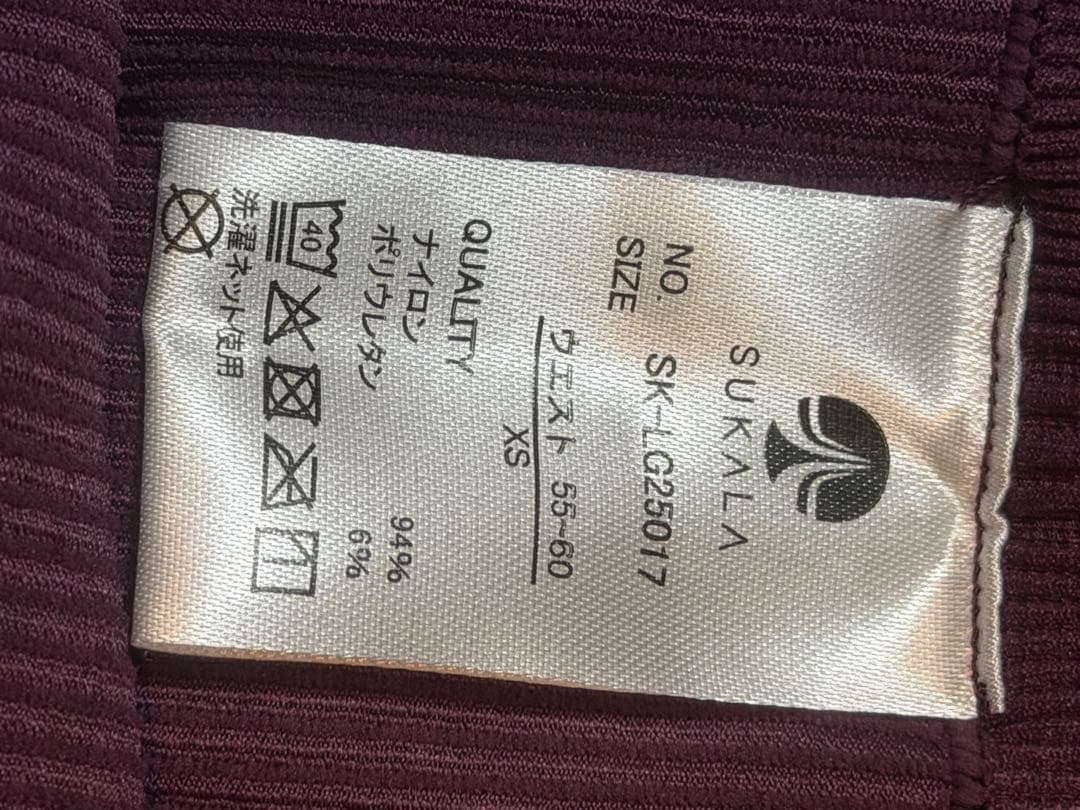 SUKALA
NO. SK-LG25017
SIZE
ウエスト 55~60
XS
QUALITY
ナイロン 94%
ポリウレタン 6%
40
洗濯ネット使用